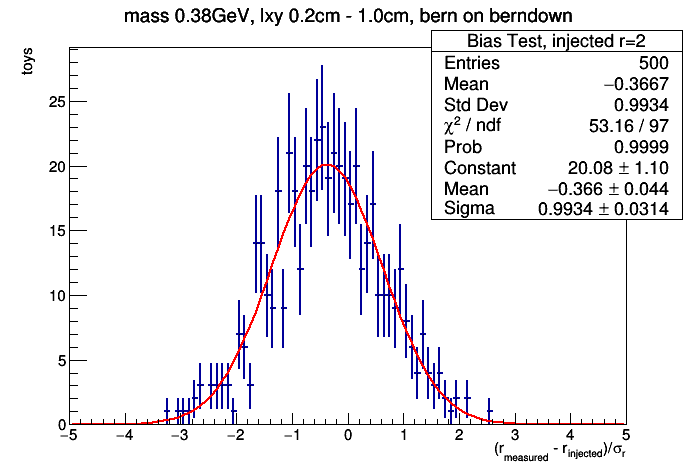 mass 0.38GeV, lxy 0.2cm - 1.0cm, bern on berndown
Bias Test, injected r=2
Entries 500
Mean −0.3667
Std Dev 0.9934
χ² / ndf 53.16 / 97
Prob 0.9999
Constant 20.08 ± 1.10
Mean −0.366 ± 0.044
Sigma 0.9934 ± 0.0314
toys
25
20
15
10
5
0
−5 −4 −3 −2 −1 0 1 2 3 4 5
(r_measured - r_injected)/σ_r